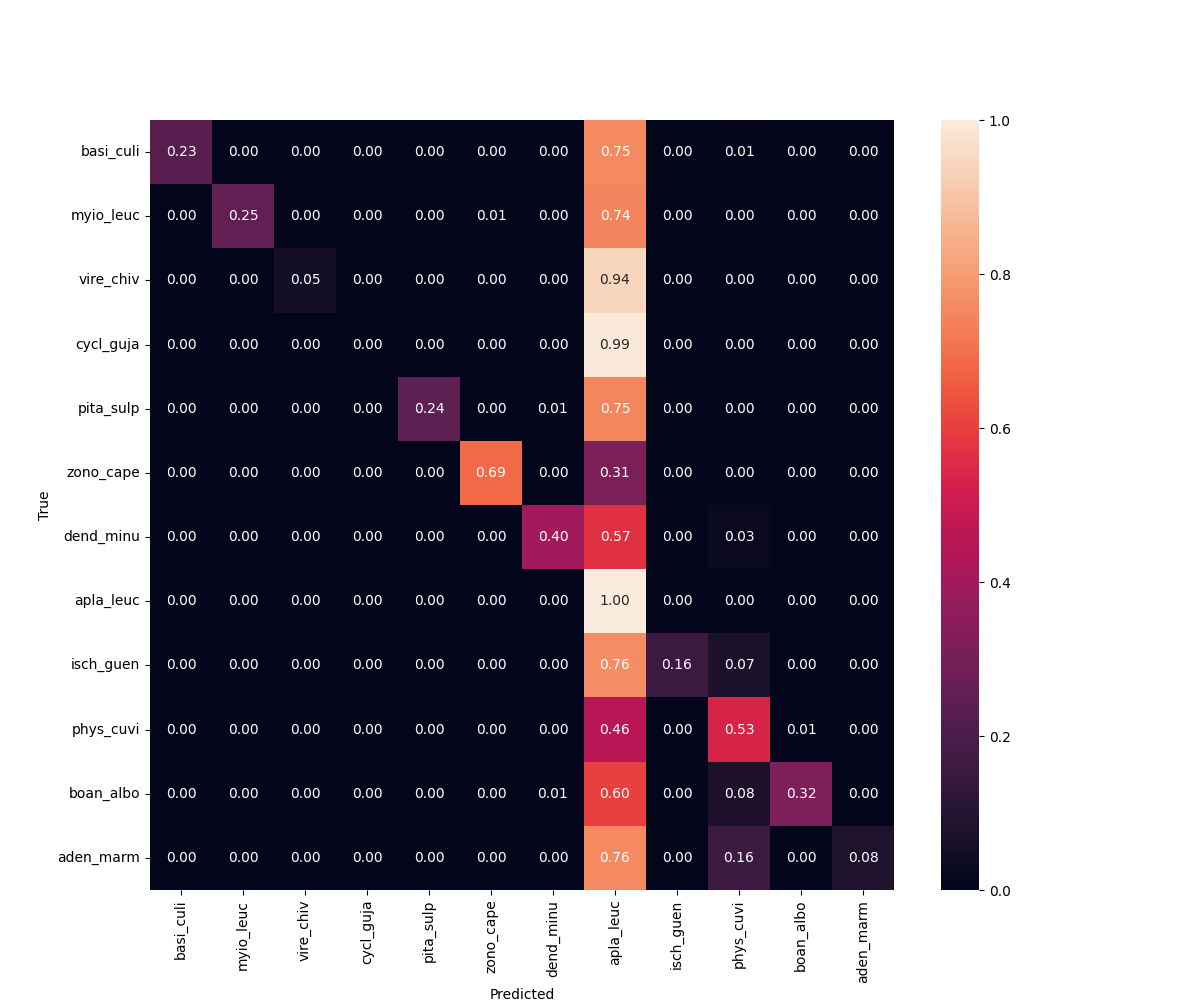 basi_culi 0.23 0.00 0.00 0.00 0.00 0.00 0.00 0.75 0.00 0.01 0.00 0.00
myio_leuc 0.00 0.25 0.00 0.00 0.00 0.01 0.00 0.74 0.00 0.00 0.00 0.00
vire_chiv 0.00 0.00 0.05 0.00 0.00 0.00 0.00 0.94 0.00 0.00 0.00 0.00
cycl_guja 0.00 0.00 0.00 0.00 0.00 0.00 0.00 0.99 0.00 0.00 0.00 0.00
pita_sulp 0.00 0.00 0.00 0.00 0.24 0.00 0.01 0.75 0.00 0.00 0.00 0.00
zono_cape 0.00 0.00 0.00 0.00 0.00 0.69 0.00 0.31 0.00 0.00 0.00 0.00
dend_minu 0.00 0.00 0.00 0.00 0.00 0.00 0.40 0.57 0.00 0.03 0.00 0.00
apla_leuc 0.00 0.00 0.00 0.00 0.00 0.00 0.00 1.00 0.00 0.00 0.00 0.00
isch_guen 0.00 0.00 0.00 0.00 0.00 0.00 0.00 0.76 0.16 0.07 0.00 0.00
phys_cuvi 0.00 0.00 0.00 0.00 0.00 0.00 0.00 0.46 0.00 0.53 0.01 0.00
boan_albo 0.00 0.00 0.00 0.00 0.00 0.00 0.01 0.60 0.00 0.08 0.32 0.00
aden_marm 0.00 0.00 0.00 0.00 0.00 0.00 0.00 0.76 0.00 0.16 0.00 0.08
True
basi_culi myio_leuc vire_chiv cycl_guja pita_sulp zono_cape dend_minu apla_leuc isch_guen phys_cuvi boan_albo aden_marm
Predicted
1.0
0.8
0.6
0.4
0.2
0.0